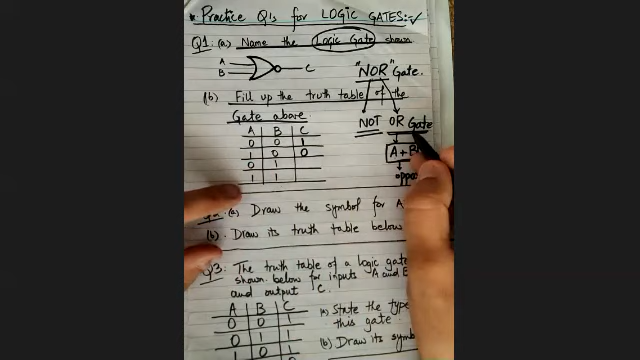 * Practice Q's for LOGIC GATES:-
Q1 (a) Name the Logic Gate shown
A
B
C
"NOR" Gate.
(b) Fill up the truth table of the
Gate above
NOT OR Gate
A B C
0 0 1
1 0 0
0 1
1 1
A + B
(a) Draw the symbol for
(b) Draw its truth table below
Q3: The truth table of a logic gate
shown below for inputs A and B
and output C.
A B C
0 0 1
0 1 1
1 0 1
(a) State the type
this gate.
(b) Draw its symbol